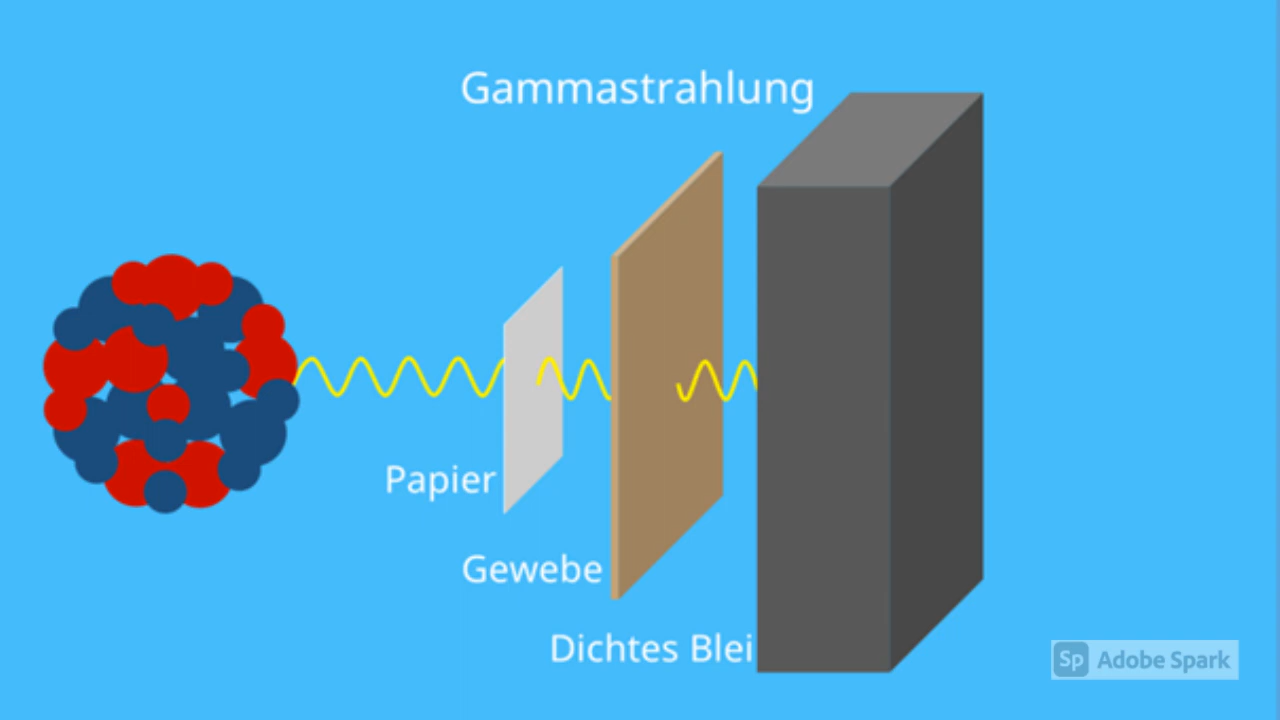 Gammastrahlung
Papier
Gewebe
Dichtes Blei
Sp Adobe Spark